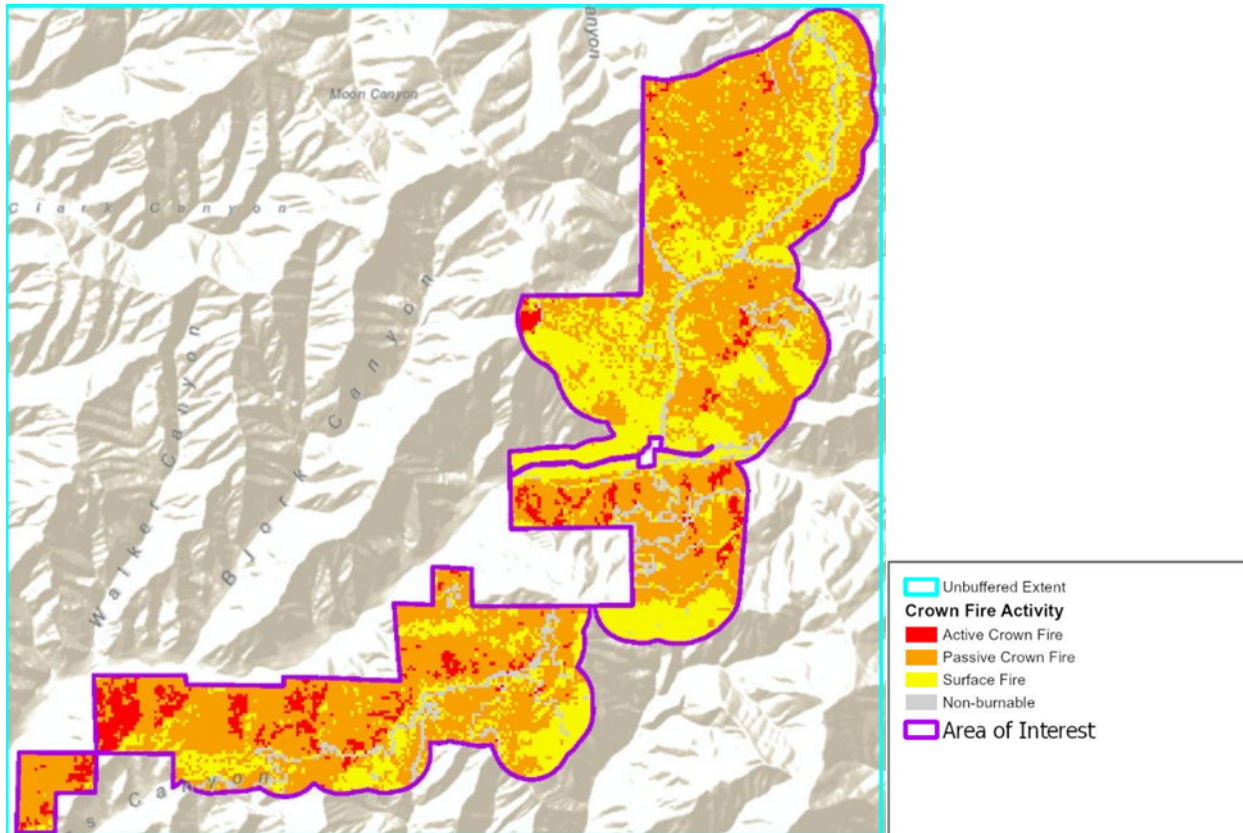 anyon
Moon Canyon
Clark Canyon
Walker Canyon
Bjork Canyon
s Canyon
Unbuffered Extent
Crown Fire Activity
Active Crown Fire
Passive Crown Fire
Surface Fire
Non-burnable
Area of Interest